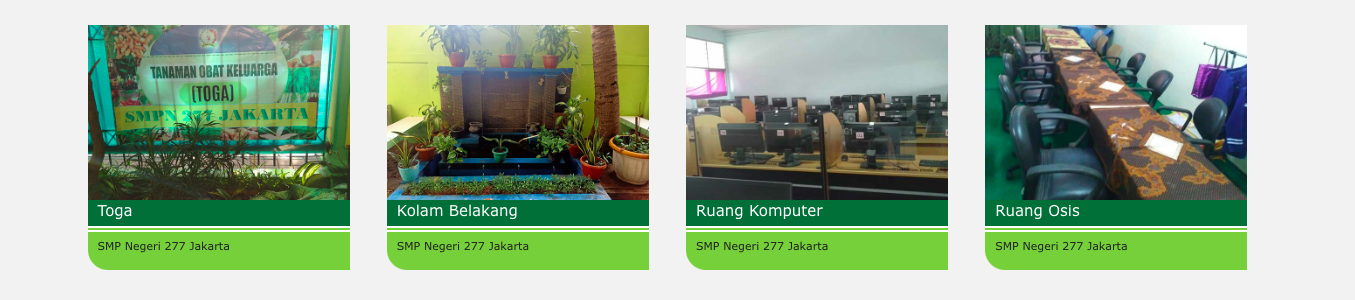 TANAMAN OBAT KELUARGA
(TOGA)
SMPN 277 JAKARTA
Toga
SMP Negeri 277 Jakarta
Kolam Belakang
SMP Negeri 277 Jakarta
Ruang Komputer
SMP Negeri 277 Jakarta
Ruang Osis
SMP Negeri 277 Jakarta